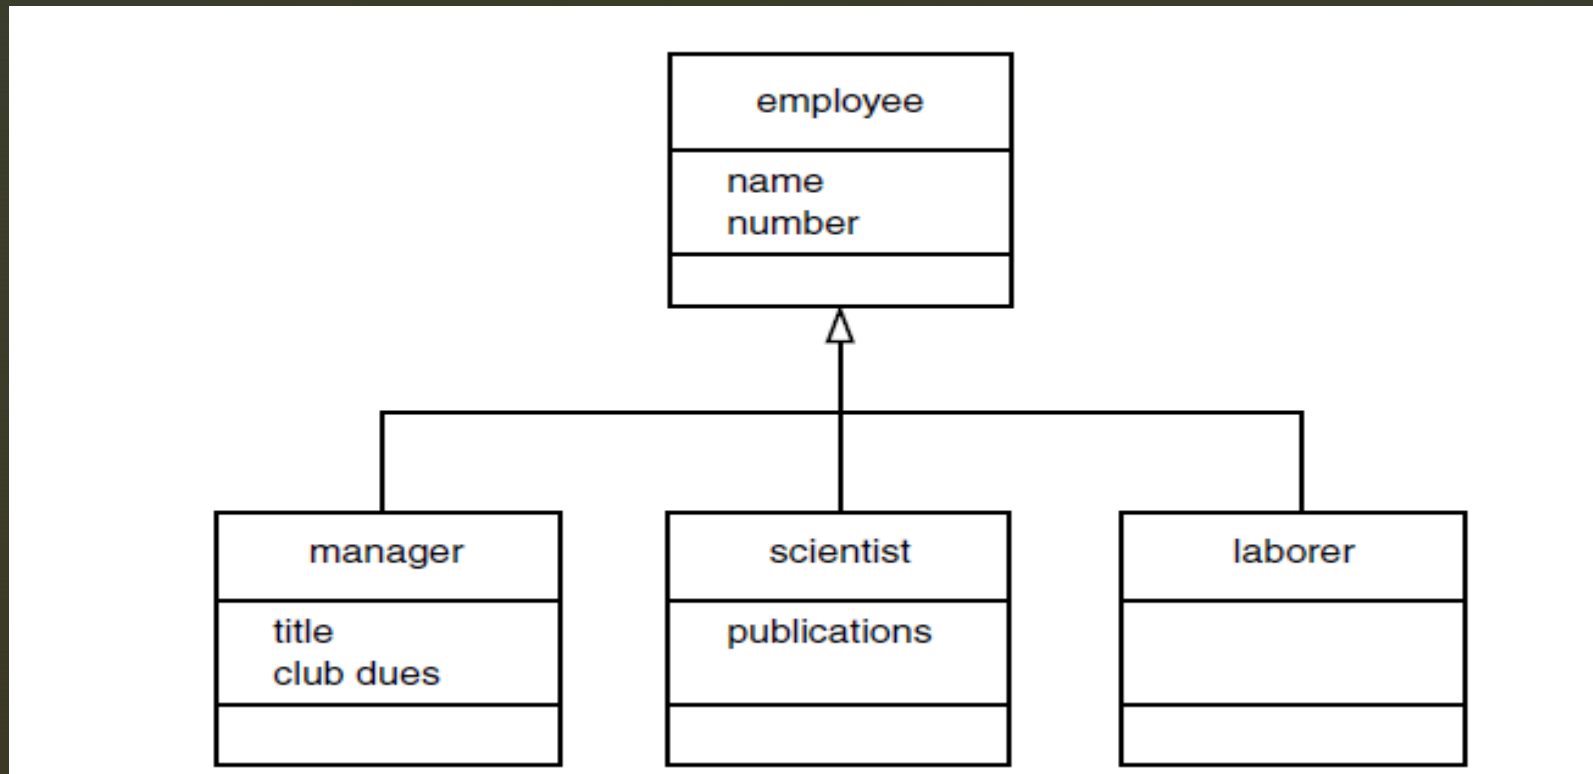 employee
name
number
manager
title
club dues
scientist
publications
laborer